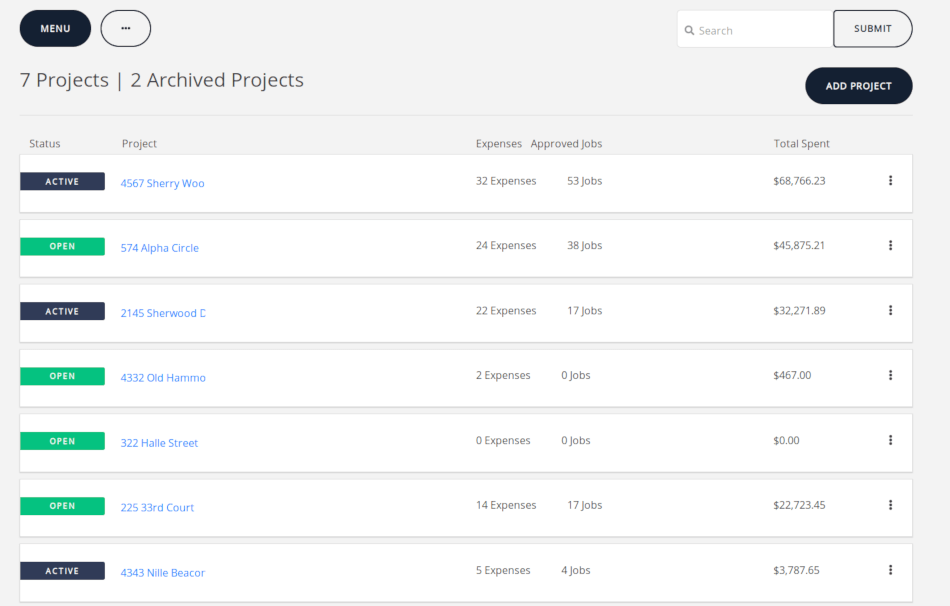 MENU ... Search SUBMIT
7 Projects | 2 Archived Projects ADD PROJECT
Status Project Expenses Approved Jobs Total Spent
ACTIVE 4567 Sherry Woo 32 Expenses 53 Jobs $68,766.23
OPEN 574 Alpha Circle 24 Expenses 38 Jobs $45,875.21
ACTIVE 2145 Sherwood D 22 Expenses 17 Jobs $32,271.89
OPEN 4332 Old Hammo 2 Expenses 0 Jobs $467.00
OPEN 322 Halle Street 0 Expenses 0 Jobs $0.00
OPEN 225 33rd Court 14 Expenses 17 Jobs $22,723.45
ACTIVE 4343 Nille Beacor 5 Expenses 4 Jobs $3,787.65